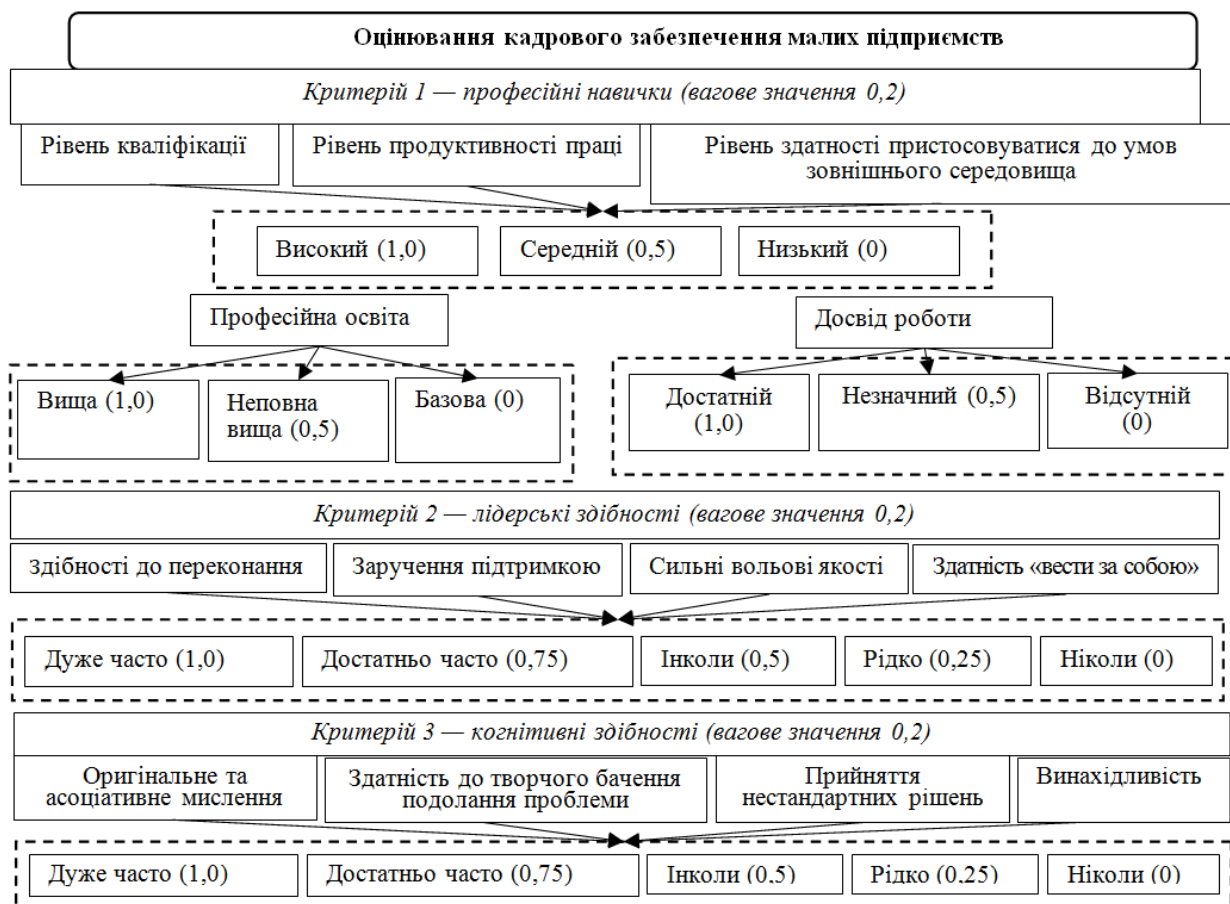 Оцінювання кадрового забезпечення малих підприємств
Критерій 1 — професійні навички (вагове значення 0,2)
Рівень кваліфікації
Рівень продуктивності праці
Рівень здатності пристосовуватися до умов
зовнішнього середовища
Високий (1,0)
Середній (0,5)
Низький (0)
Професійна освіта
Досвід роботи
Вища (1,0)
Неповна
вища (0,5)
Базова (0)
Достатній
(1,0)
Незначний (0,5)
Відсутній
(0)
Критерій 2 — лідерські здібності (вагове значення 0,2)
Здібності до переконання
Заручення підтримкою
Сильні вольові якості
Здатність «вести за собою»
Дуже часто (1,0)
Достатньо часто (0,75)
Інколи (0,5)
Рідко (0,25)
Ніколи (0)
Критерій 3 — когнітивні здібності (вагове значення 0,2)
Оригінальне та
асоціативне мислення
Здатність до творчого бачення
подолання проблеми
Прийняття
нестандартних рішень
Винахідливість
Дуже часто (1,0)
Достатньо часто (0,75)
Інколи (0,5)
Рідко (0,25)
Ніколи (0)